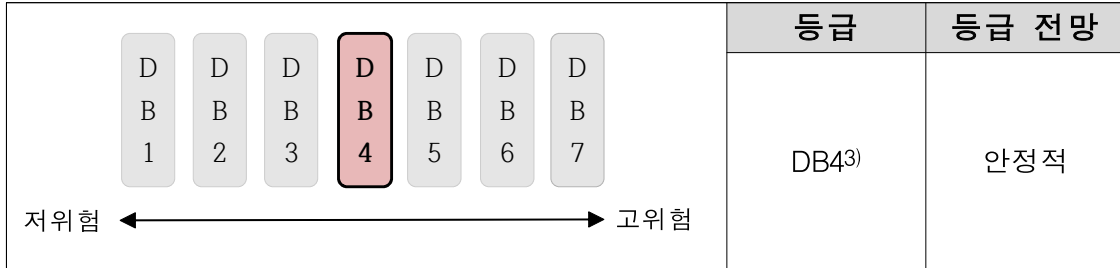 등급 등급 전망
D D D D D D D
B B B B B B B
1 2 3 4 5 6 7
DB4³⁾ 안정적
저위험 고위험